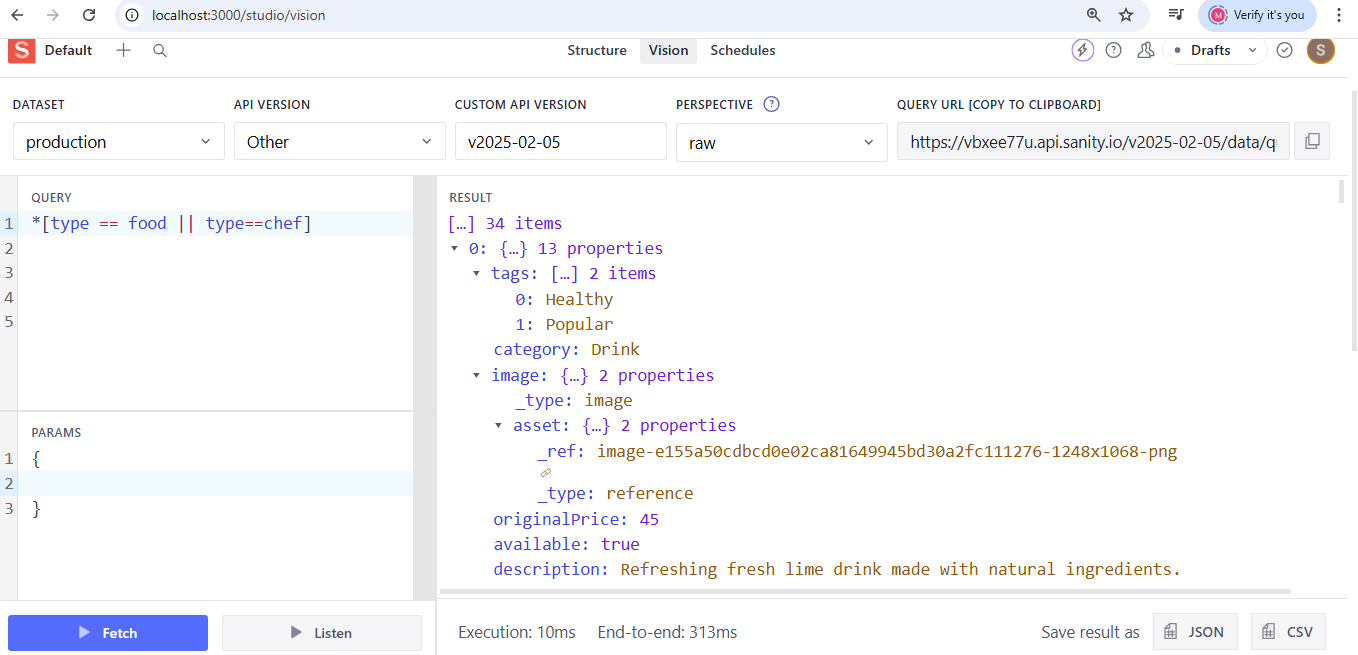 localhost:3000/studio/vision
M Verify it's you
S Default
Structure Vision Schedules
Drafts
S
DATASET API VERSION CUSTOM API VERSION PERSPECTIVE ? QUERY URL [COPY TO CLIPBOARD]
production Other v2025-02-05 raw https://vbxee77u.api.sanity.io/v2025-02-05/data/q
QUERY
1 *[type == food || type==chef]
2
3
4
5
PARAMS
1 {
2
3 }
Fetch Listen
RESULT
[…] 34 items
0: {…} 13 properties
tags: […] 2 items
0: Healthy
1: Popular
category: Drink
image: {…} 2 properties
_type: image
asset: {…} 2 properties
_ref: image-e155a50cdbcd0e02ca81649945bd30a2fc111276-1248x1068-png
_type: reference
originalPrice: 45
available: true
description: Refreshing fresh lime drink made with natural ingredients.
Execution: 10ms End-to-end: 313ms Save result as JSON CSV